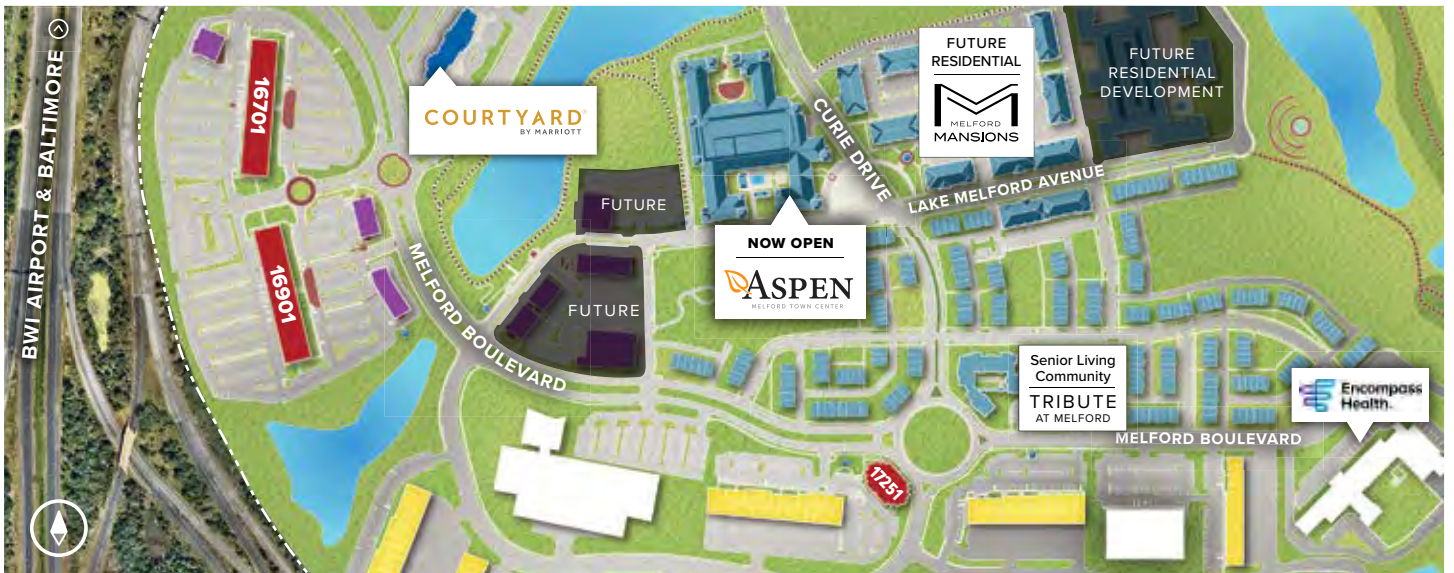 BWI AIRPORT & BALTIMORE
16701
16901
COURTYARD®
BY MARRIOTT
MELFORD BOULEVARD
FUTURE
FUTURE
NOW OPEN
ASPEN
MELFORD TOWN CENTER
CURIE DRIVE
FUTURE
RESIDENTIAL
M
MELFORD
MANSIONS
FUTURE
RESIDENTIAL
DEVELOPMENT
LAKE MELFORD AVENUE
Senior Living
Community
TRIBUTE
AT MELFORD
Encompass
Health.
MELFORD BOULEVARD
17251